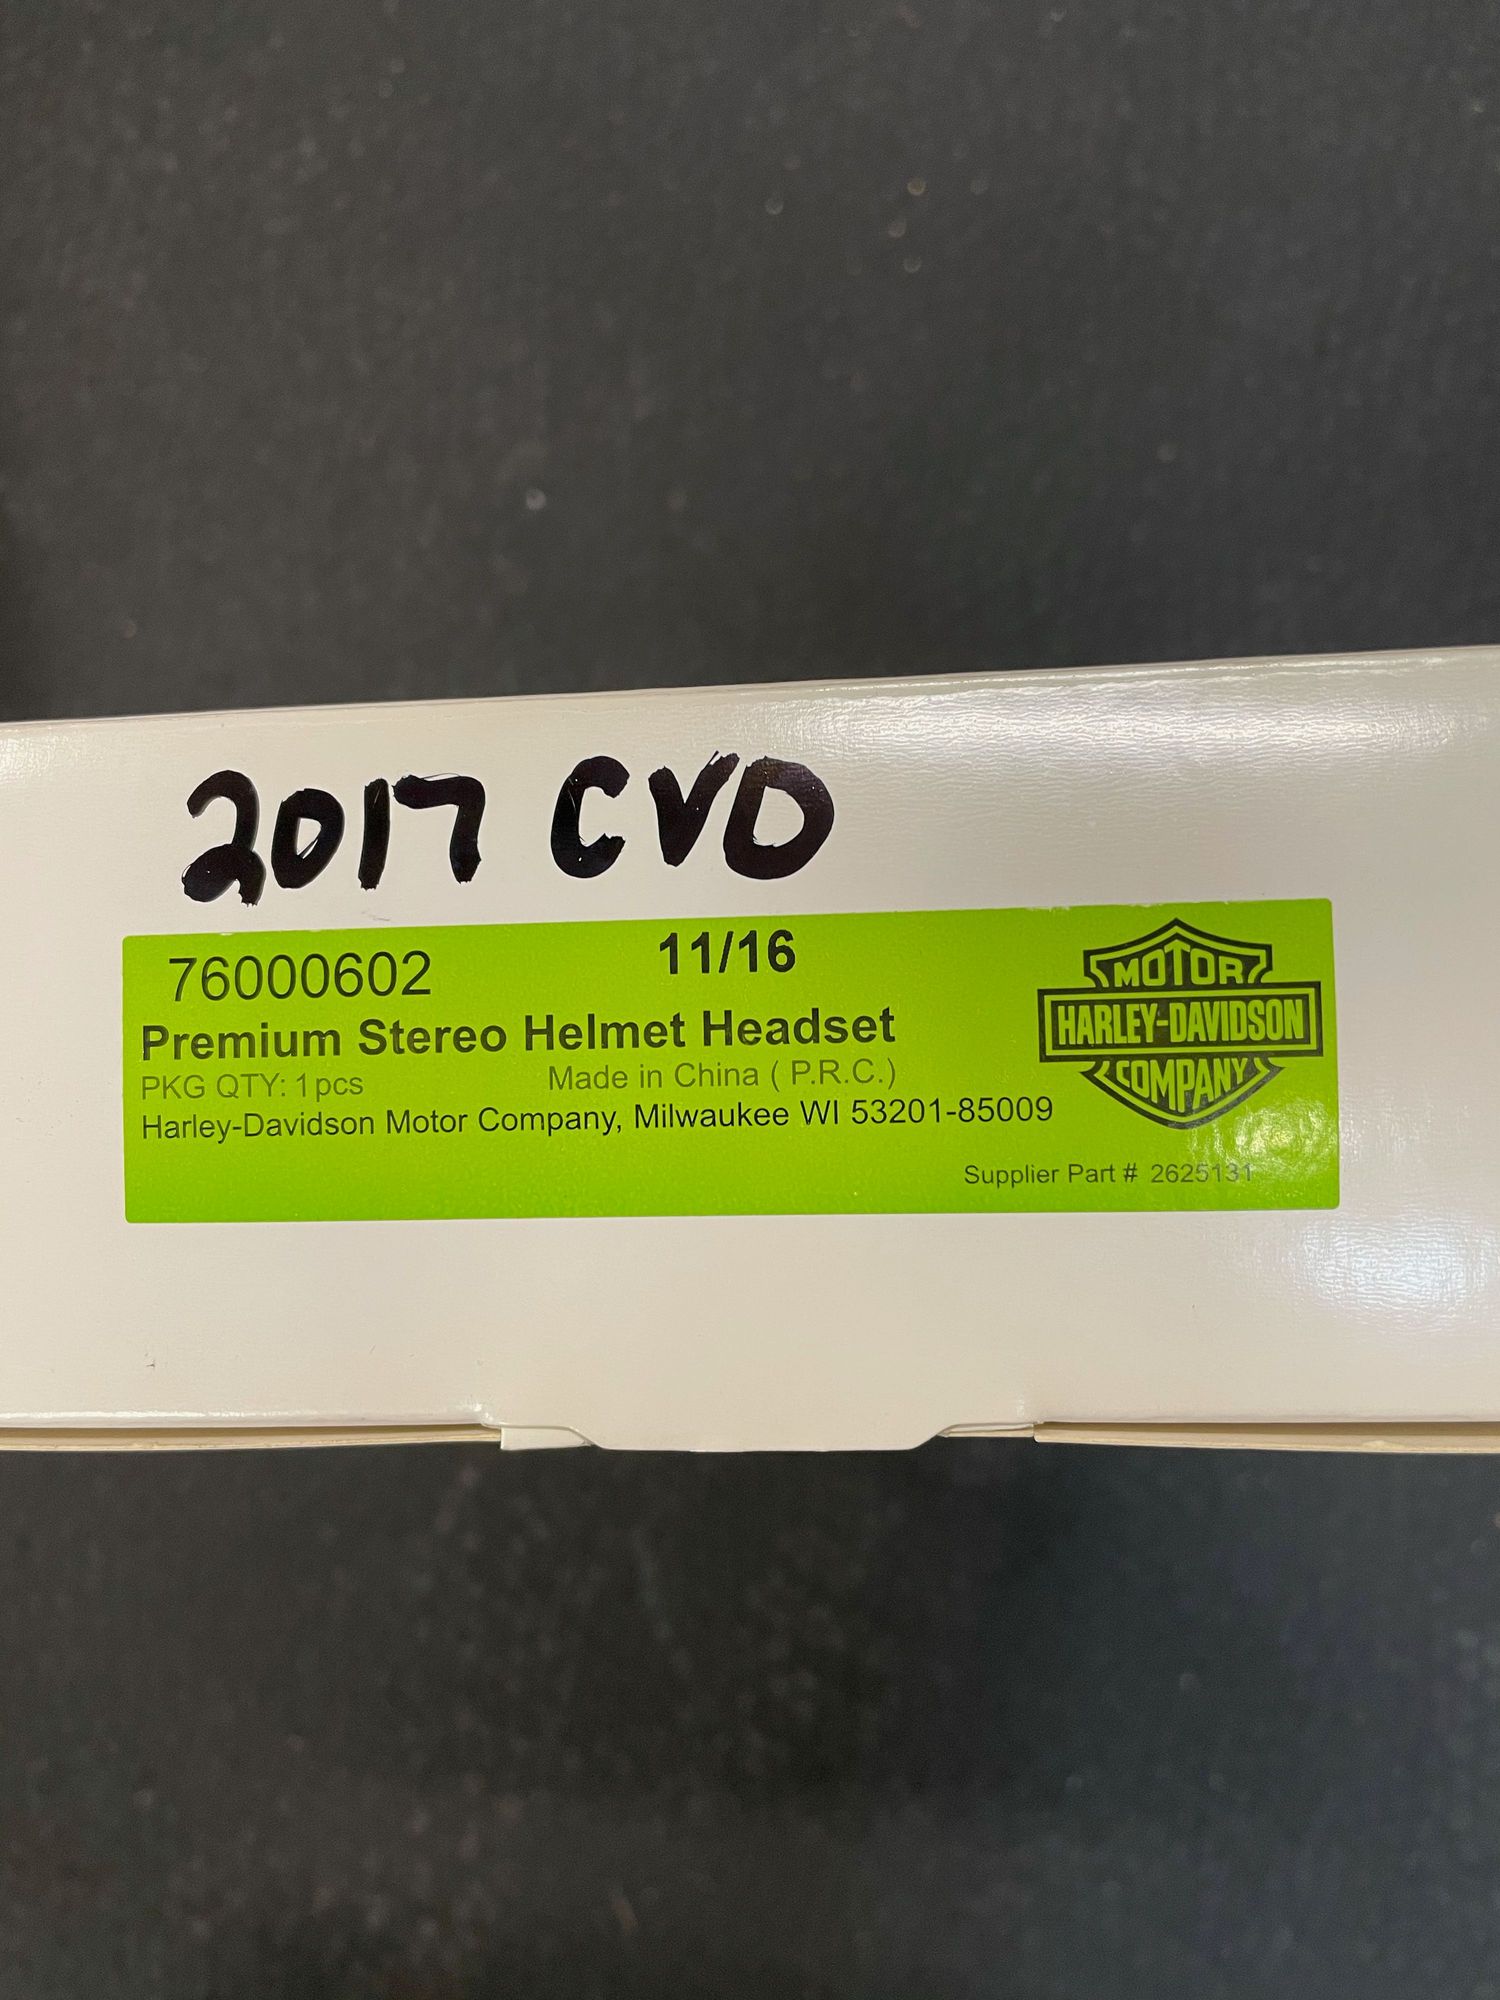 2017 CVO
76000602 11/16
Premium Stereo Helmet Headset
PKG QTY: 1pcs Made in China ( P.R.C.)
Harley-Davidson Motor Company, Milwaukee WI 53201-85009
Supplier Part # 2625131
MOTOR
HARLEY-DAVIDSON
COMPANY